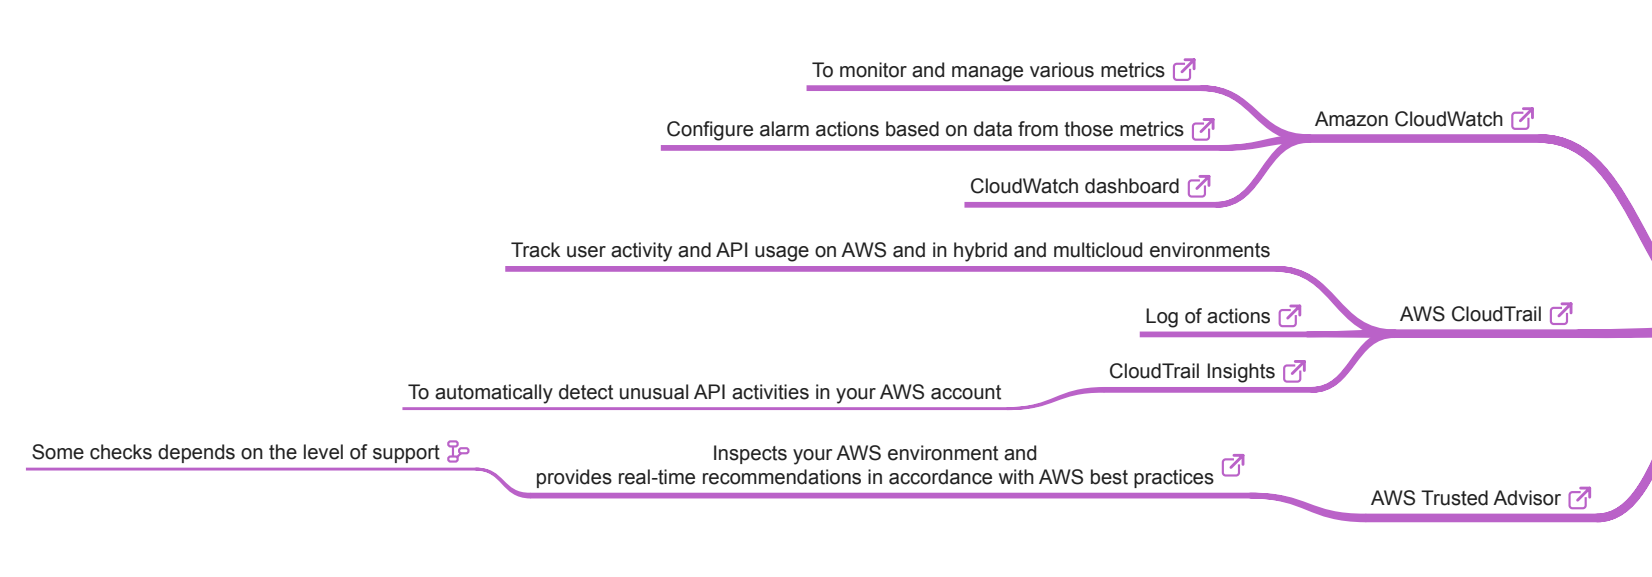 To monitor and manage various metrics
Amazon CloudWatch
Configure alarm actions based on data from those metrics
CloudWatch dashboard
Track user activity and API usage on AWS and in hybrid and multicloud environments
AWS CloudTrail
Log of actions
CloudTrail Insights
To automatically detect unusual API activities in your AWS account
Some checks depends on the level of support
Inspects your AWS environment and
provides real-time recommendations in accordance with AWS best practices
AWS Trusted Advisor